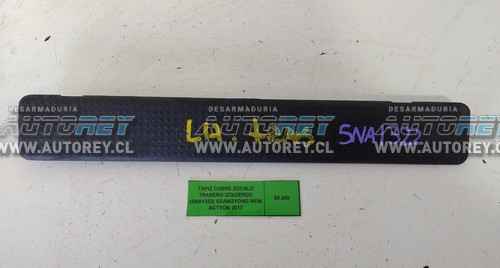 DESARMADURIA DESARMADURIA DESARMADURIA
AUTOREY AUTOREY AUTOREY
WWW.AUTOREY.CL WWW.AUTOREY.CL WWW.AUTOREY.CL
SNA1322
TAPIZ CUBRE ZOCALO
TRASERO IZQUIERDO
(SNA1322) SSANGYONG NEW
ACTYON 2017
$5.000